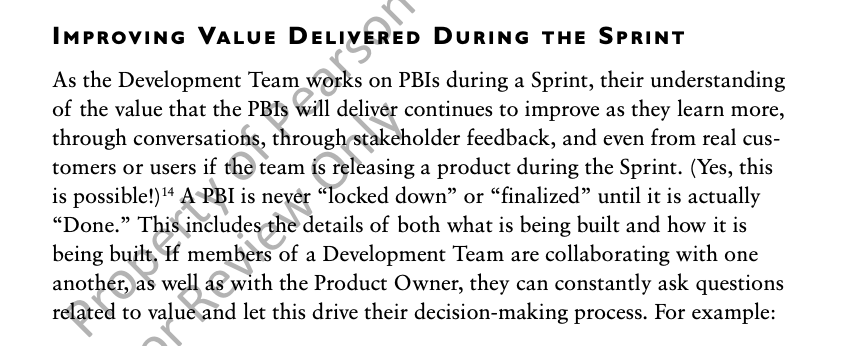 IMPROVING VALUE DELIVERED DURING THE SPRINT
As the Development Team works on PBIs during a Sprint, their understanding
of the value that the PBIs will deliver continues to improve as they learn more,
through conversations, through stakeholder feedback, and even from real cus-
tomers or users if the team is releasing a product during the Sprint. (Yes, this
is possible!)14 A PBI is never “locked down” or “finalized” until it is actually
“Done.” This includes the details of both what is being built and how it is
being built. If members of a Development Team are collaborating with one
another, as well as with the Product Owner, they can constantly ask questions
related to value and let this drive their decision-making process. For example:
Property of Pearson
or Review Only